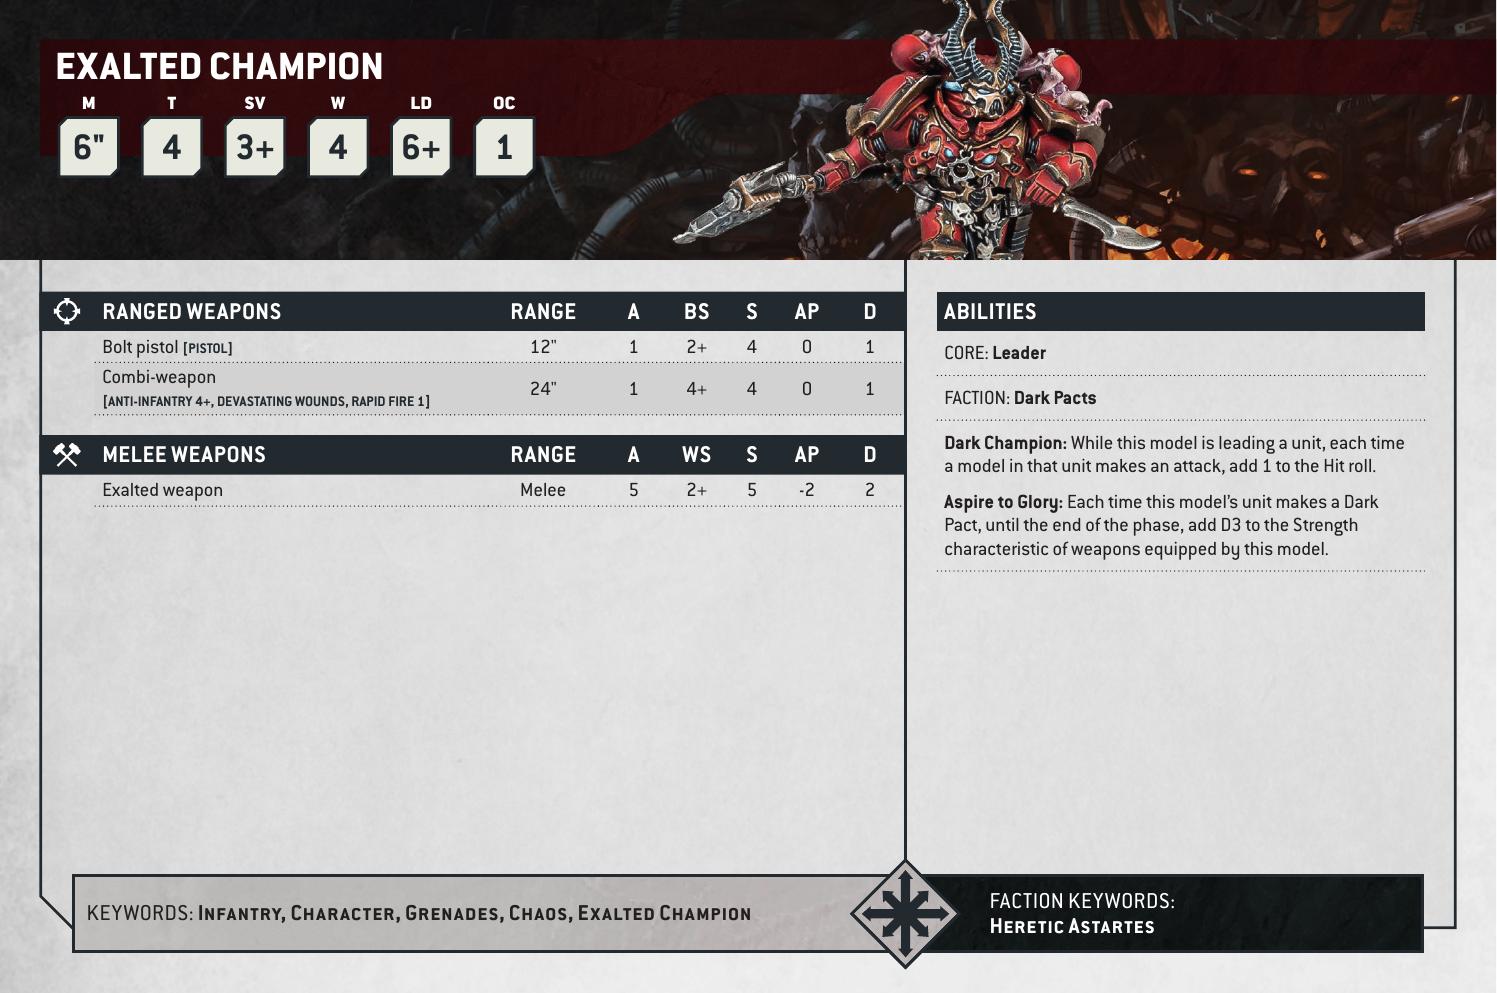 EXALTED CHAMPION
M T SV W LD OC
6" 4 3+ 4 6+ 1
RANGED WEAPONS RANGE A BS S AP D
Bolt pistol [PISTOL] 12" 1 2+ 4 0 1
Combi-weapon
[ANTI-INFANTRY 4+, DEVASTATING WOUNDS, RAPID FIRE 1] 24" 1 4+ 4 0 1
MELEE WEAPONS RANGE A WS S AP D
Exalted weapon Melee 5 2+ 5 -2 2
ABILITIES
CORE: Leader
FACTION: Dark Pacts
Dark Champion: While this model is leading a unit, each time
a model in that unit makes an attack, add 1 to the Hit roll.
Aspire to Glory: Each time this model's unit makes a Dark
Pact, until the end of the phase, add D3 to the Strength
characteristic of weapons equipped by this model.
KEYWORDS: INFANTRY, CHARACTER, GRENADES, CHAOS, EXALTED CHAMPION
FACTION KEYWORDS:
HERETIC ASTARTES